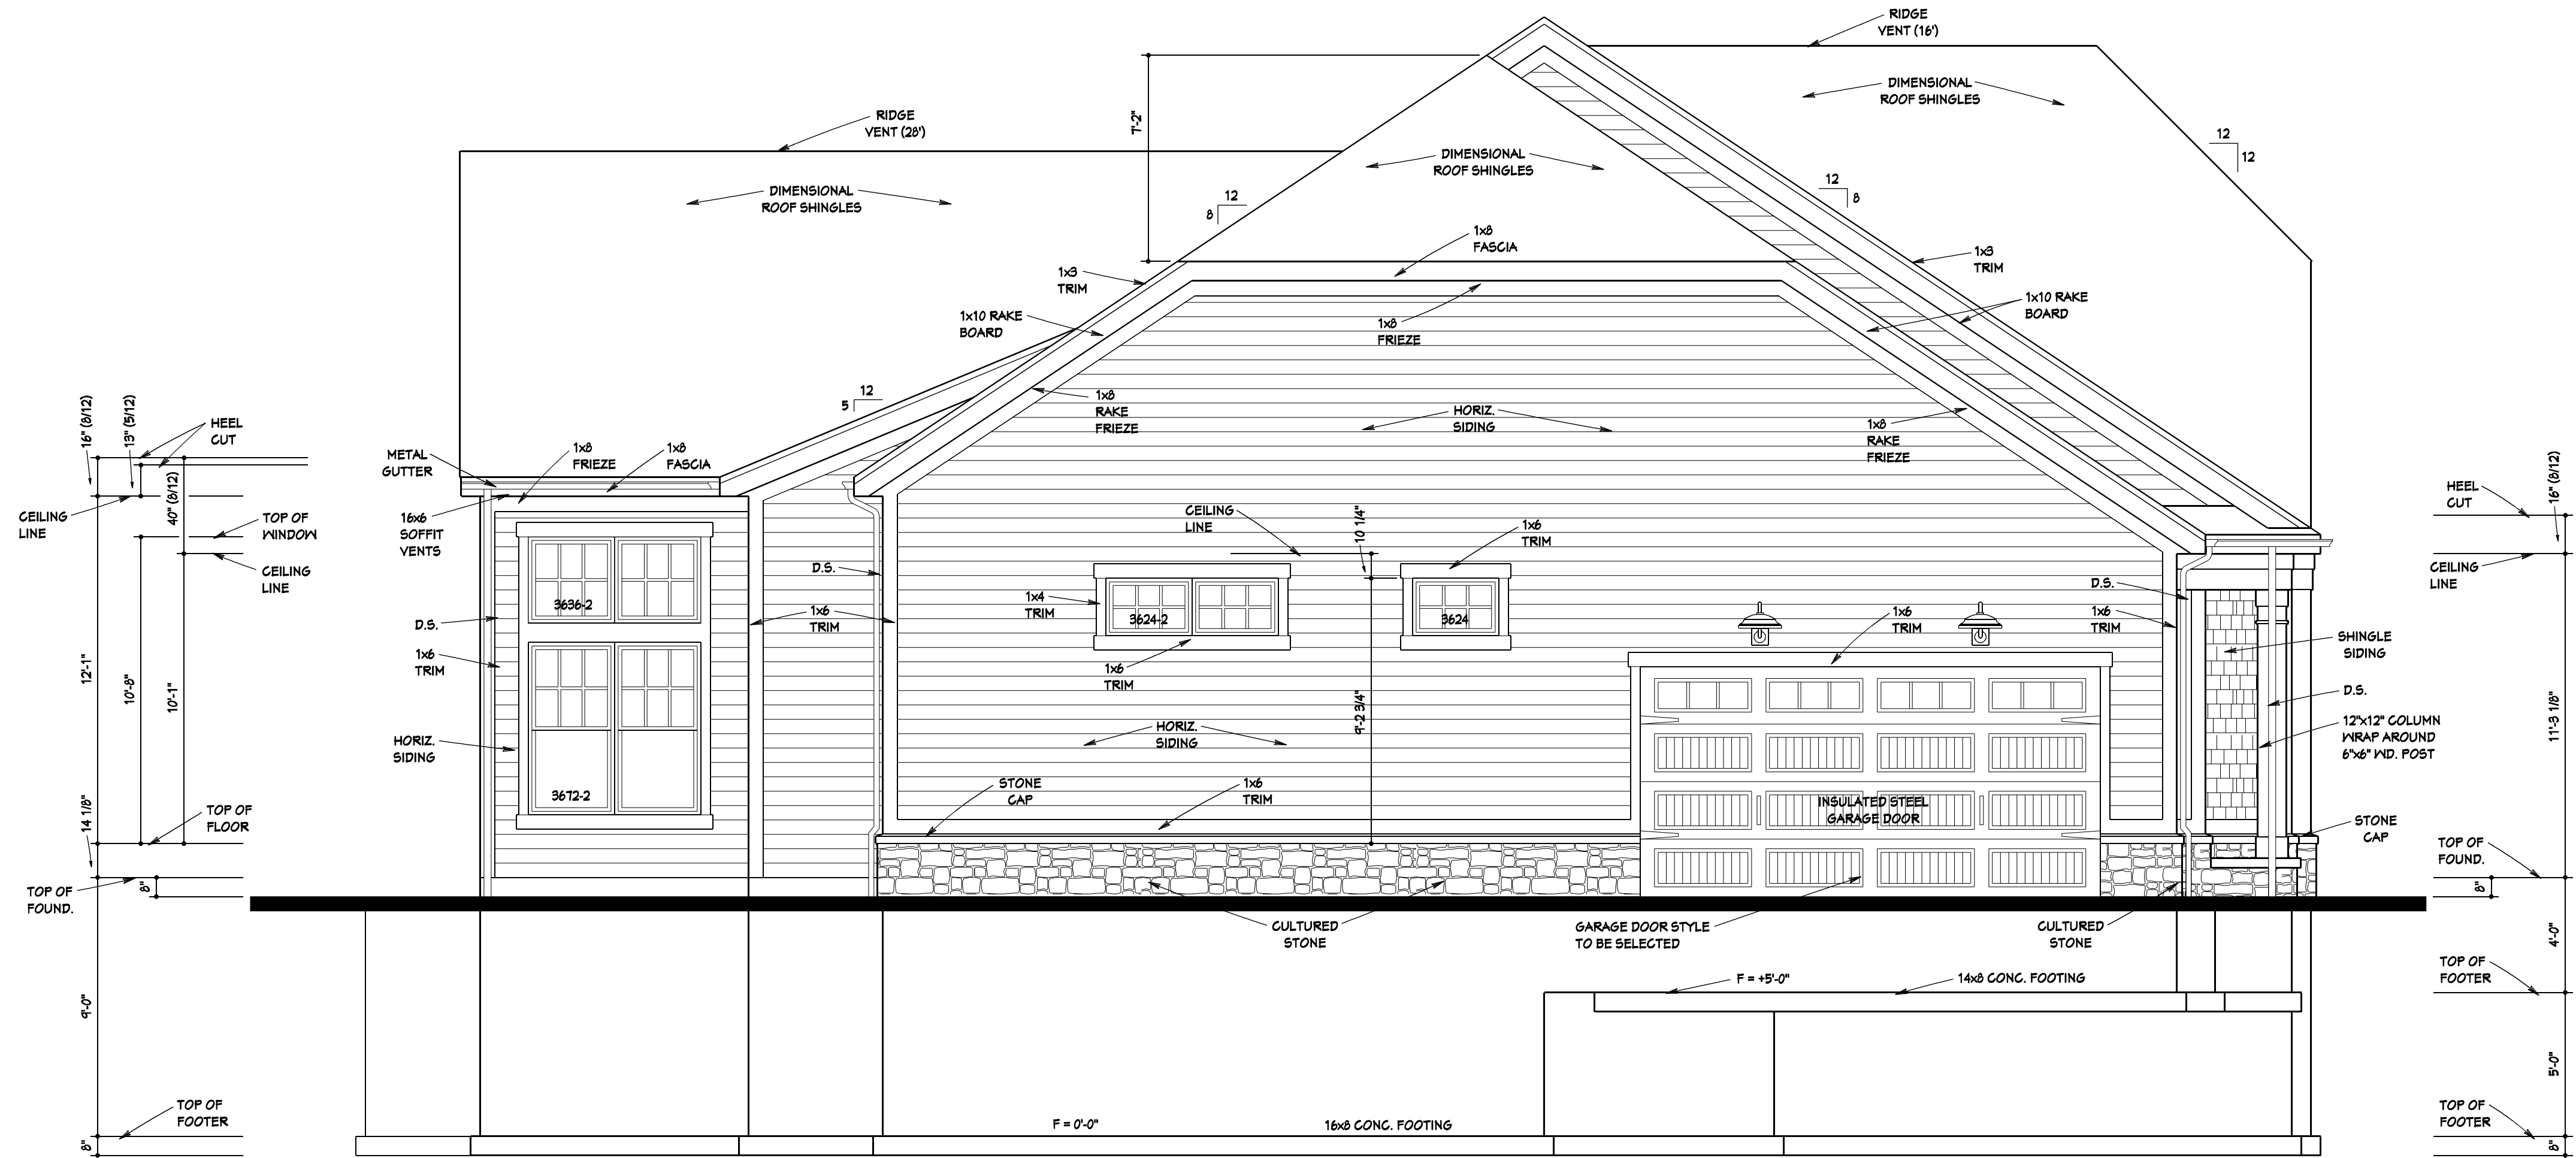 RIDGE
VENT (16')
DIMENSIONAL
ROOF SHINGLES
RIDGE
VENT (28')
7'-2"
12
12
DIMENSIONAL
ROOF SHINGLES
DIMENSIONAL
ROOF SHINGLES
12
8
12
8
1x8
FASCIA
1x3
TRIM
1x3
TRIM
1x10 RAKE
BOARD
1x10 RAKE
BOARD
1x8
FRIEZE
12
5
1x8
RAKE
FRIEZE
HORIZ.
SIDING
1x8
RAKE
FRIEZE
16" (8/12)
13" (5/12)
HEEL
CUT
METAL
GUTTER
1x8
FRIEZE
1x8
FASCIA
40" (8/12)
CEILING
LINE
TOP OF
WINDOW
16x6
SOFFIT
VENTS
CEILING
LINE
10 1/4"
1x6
TRIM
HEEL
CUT
16" (8/12)
CEILING
LINE
D.S.
CEILING
LINE
D.S.
3636-2
D.S.
1x6
TRIM
1x4
TRIM
3624-2
3624
1x6
TRIM
1x6
TRIM
SHINGLE
SIDING
1x6
TRIM
1x6
TRIM
12'-1"
10'-8"
10'-1"
9'-2 3/4"
D.S.
11'-3 1/8"
HORIZ.
SIDING
HORIZ.
SIDING
12"x12" COLUMN
WRAP AROUND
6"x6" WD. POST
3672-2
STONE
CAP
1x6
TRIM
INSULATED STEEL
GARAGE DOOR
14 1/8"
TOP OF
FLOOR
STONE
CAP
TOP OF
FOUND.
TOP OF
FOUND.
8"
8"
CULTURED
STONE
GARAGE DOOR STYLE
TO BE SELECTED
CULTURED
STONE
4'-0"
TOP OF
FOOTER
F = +5'-0"
14x8 CONC. FOOTING
9'-0"
5'-0"
TOP OF
FOOTER
F = 0'-0"
16x8 CONC. FOOTING
TOP OF
FOOTER
8"
8"